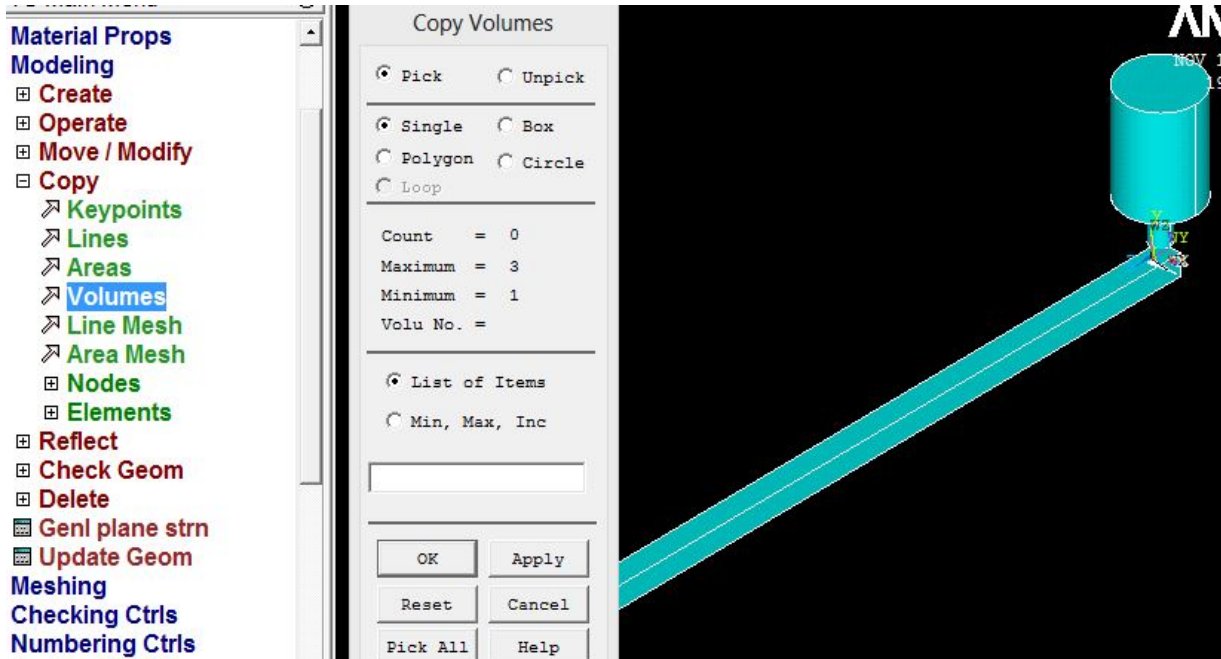 Material Props
Modeling
Create
Operate
Move / Modify
Copy
Keypoints
Lines
Areas
Volumes
Line Mesh
Area Mesh
Nodes
Elements
Reflect
Check Geom
Delete
Genl plane strn
Update Geom
Meshing
Checking Ctrls
Numbering Ctrls
Copy Volumes
Pick Unpick
Single Box
Polygon Circle
Loop
Count = 0
Maximum = 3
Minimum = 1
Volu No. =
List of Items
Min, Max, Inc
OK Apply
Reset Cancel
Pick All Help
AN
NOV 1
19
Y